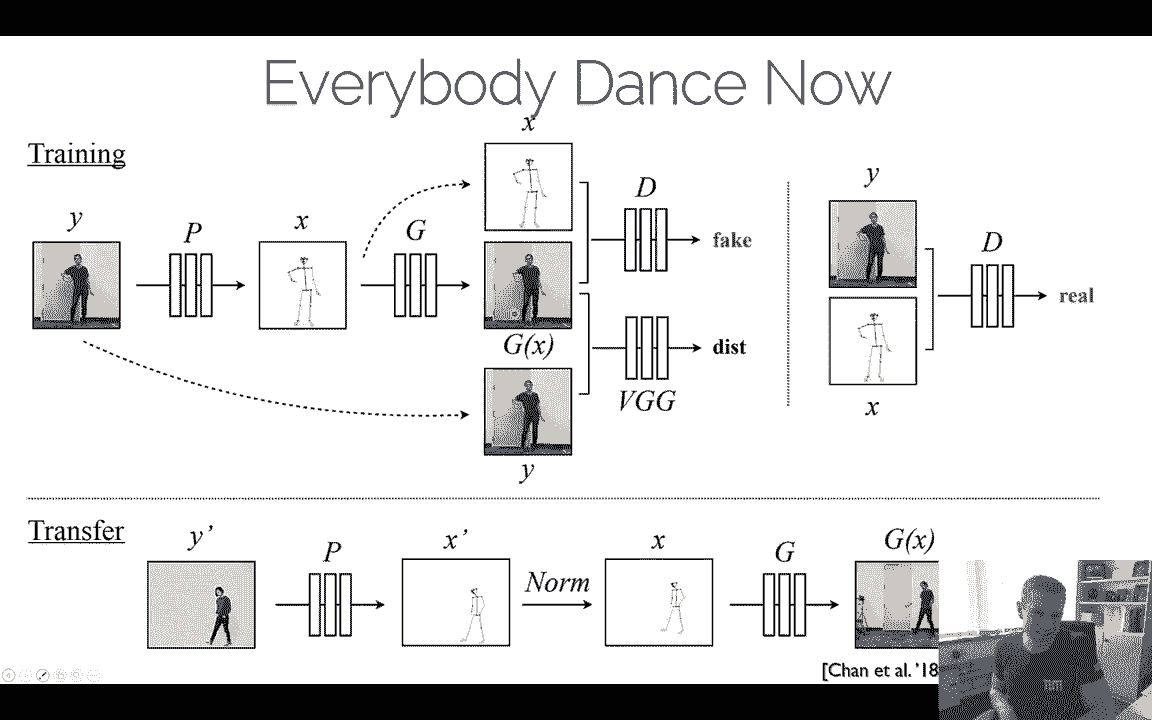 Everybody Dance Now
Training
y
P
x
G
x
G(x)
y
D
fake
VGG
dist
y
x
D
real
Transfer
y’
P
x’
Norm
x
G
G(x)
[Chan et al. ’18